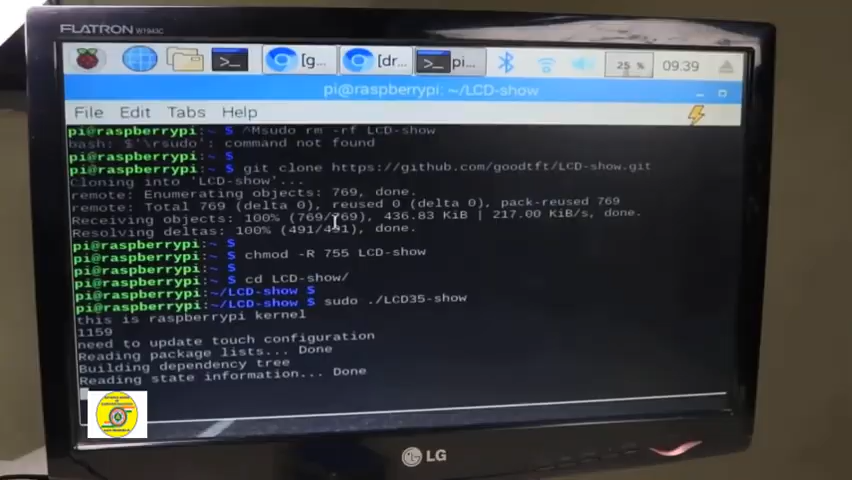 FLATRON W1943C
[g...
[dr...
pi...
25 %
09.39
pi@raspberrypi: ~/LCD-show
File Edit Tabs Help
pi@raspberrypi:~ $ ^Msudo rm -rf LCD-show
bash: $'\rsudo': command not found
pi@raspberrypi:~ $
pi@raspberrypi:~ $ git clone https://github.com/goodtft/LCD-show.git
Cloning into 'LCD-show'...
remote: Enumerating objects: 769, done.
remote: Total 769 (delta 0), reused 0 (delta 0), pack-reused 769
Receiving objects: 100% (769/769), 436.83 KiB | 217.00 KiB/s, done.
Resolving deltas: 100% (491/491), done.
pi@raspberrypi:~ $
pi@raspberrypi:~ $ chmod -R 755 LCD-show
pi@raspberrypi:~ $
pi@raspberrypi:~ $ cd LCD-show/
pi@raspberrypi:~/LCD-show $
pi@raspberrypi:~/LCD-show $ sudo ./LCD35-show
this is raspberrypi kernel
1159
need to update touch configuration
Reading package lists... Done
Building dependency tree
Reading state information... Done
LG